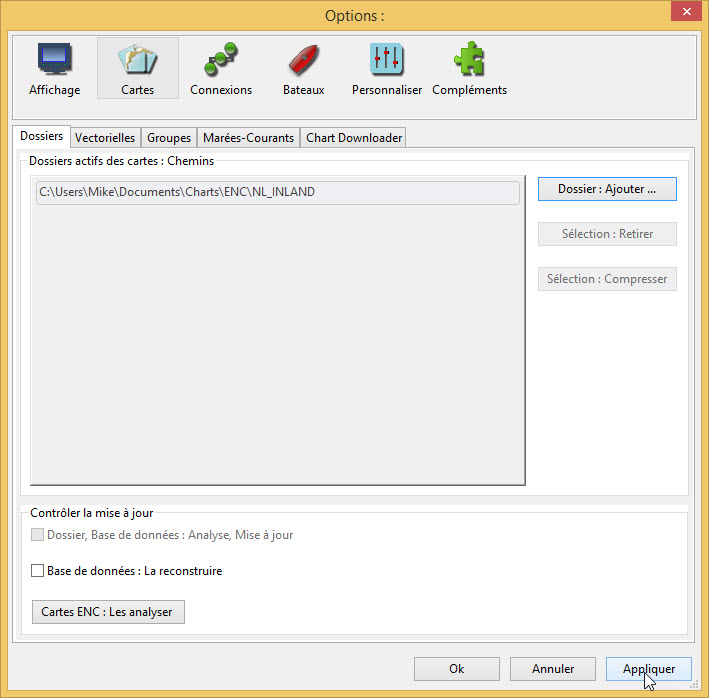 Options :
Affichage
Cartes
Connexions
Bateaux
Personnaliser
Compléments
Dossiers
Vectorielles
Groupes
Marées-Courants
Chart Downloader
Dossiers actifs des cartes : Chemins
C:\Users\Mike\Documents\Charts\ENC\NL_INLAND
Dossier : Ajouter ...
Sélection : Retirer
Sélection : Compresser
Contrôler la mise à jour
Dossier, Base de données : Analyse, Mise à jour
Base de données : La reconstruire
Cartes ENC : Les analyser
Ok
Annuler
Appliquer